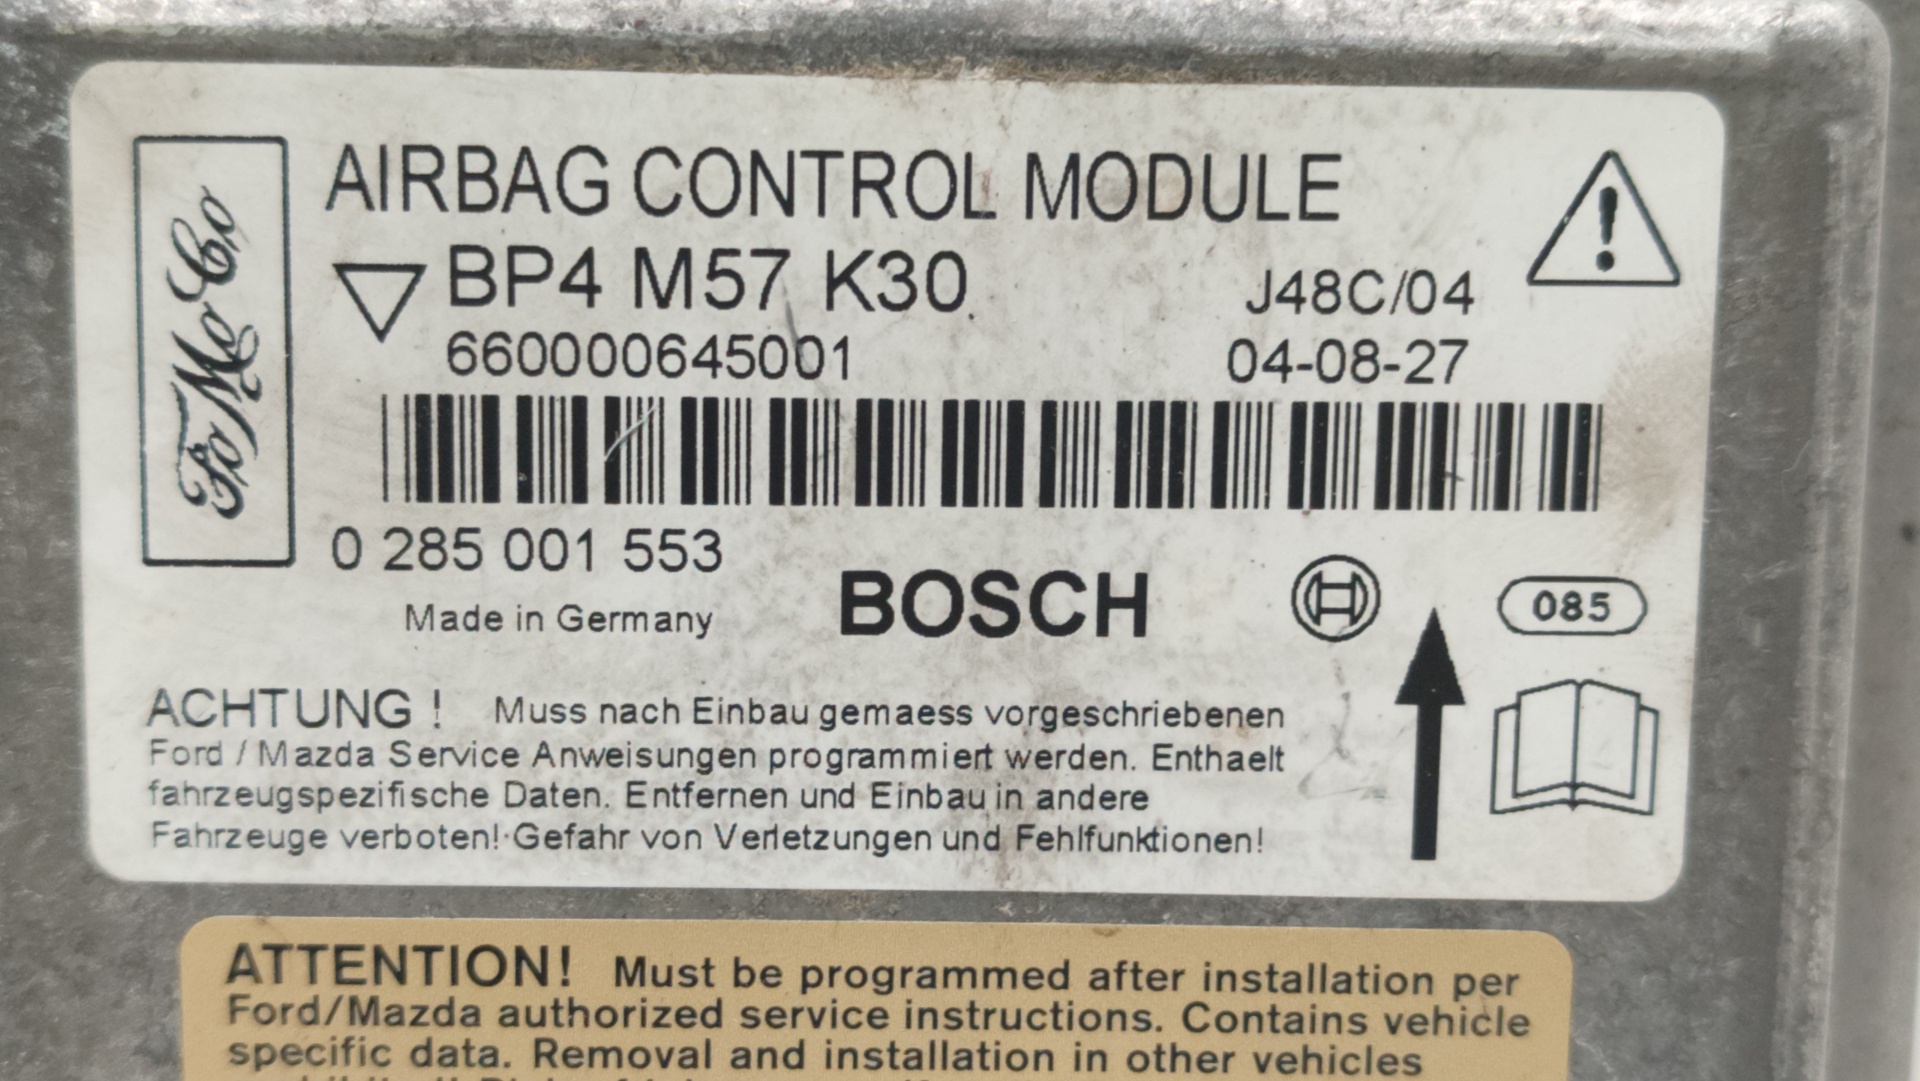 FoMoCo
AIRBAG CONTROL MODULE
BP4 M57 K30
J48C/04
660000645001
04-08-27
0 285 001 553
Made in Germany
BOSCH
085
ACHTUNG ! Muss nach Einbau gemaess vorgeschriebenen
Ford / Mazda Service Anweisungen programmiert werden. Enthaelt
fahrzeugspezifische Daten. Entfernen und Einbau in andere
Fahrzeuge verboten! Gefahr von Verletzungen und Fehlfunktionen!
ATTENTION! Must be programmed after installation per
Ford/Mazda authorized service instructions. Contains vehicle
specific data. Removal and installation in other vehicles